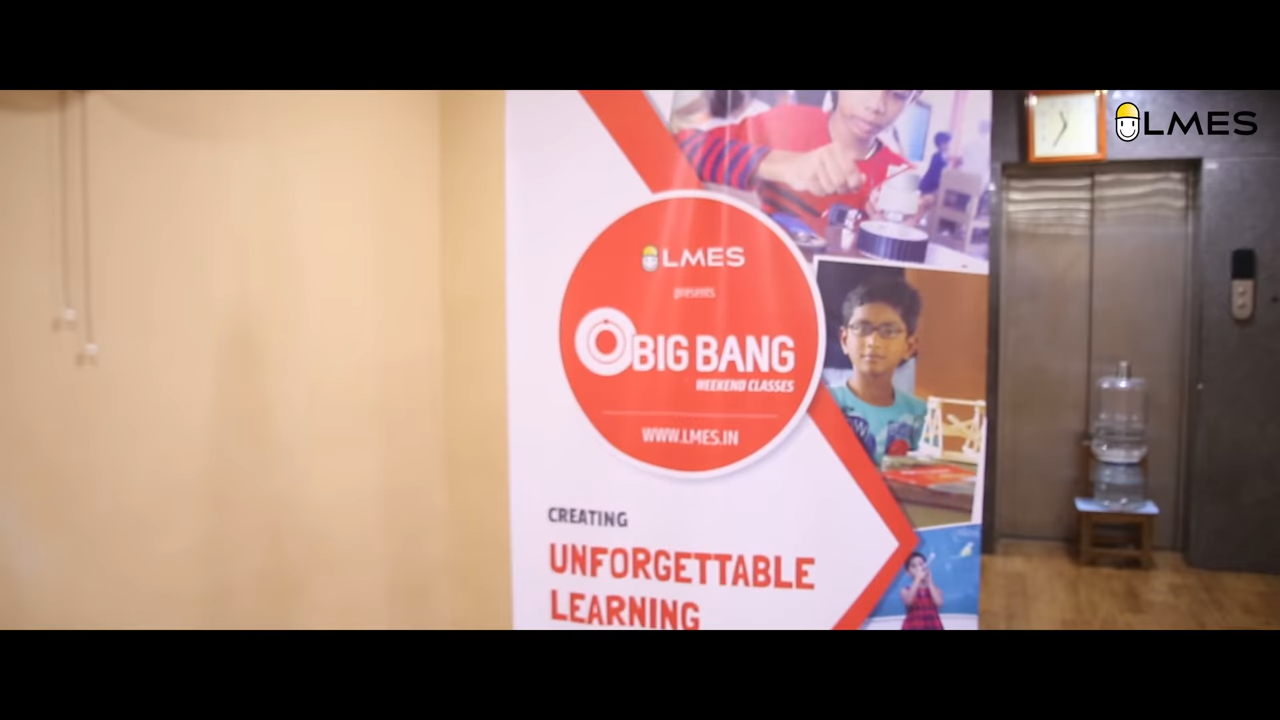 LMES
LMES
presents
BIG BANG
WEEKEND CLASSES
WWW.LMES.IN
CREATING
UNFORGETTABLE
LEARNING